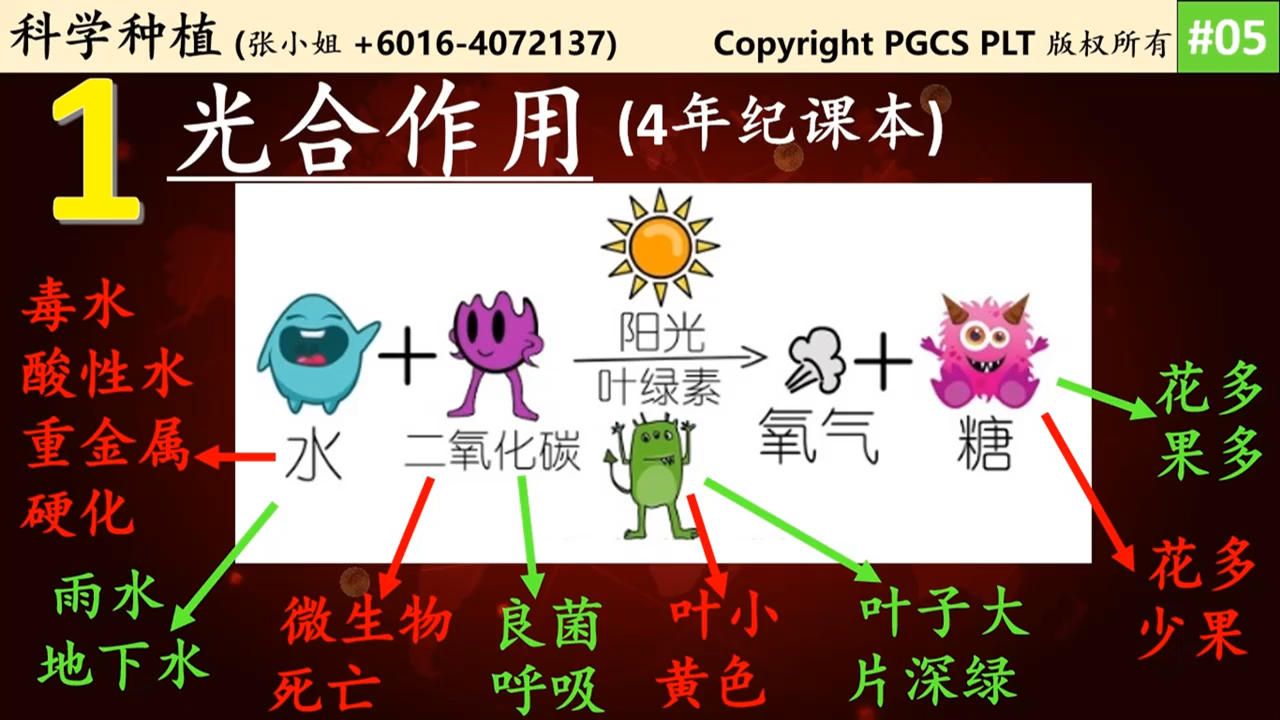 科学种植 (张小姐 +6016-4072137)
Copyright PGCS PLT 版权所有
#05
1
光合作用 (4年纪课本)
阳光
叶绿素
水
+
二氧化碳
氧气
+
糖
毒水
酸性水
重金属
硬化
雨水
地下水
微生物
死亡
良菌
呼吸
叶小
黄色
叶子大
片深绿
花多
果多
花多
少果